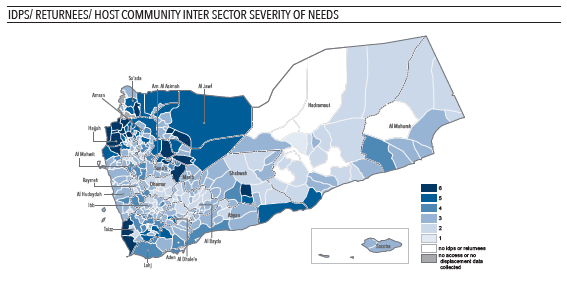 IDPS/ RETURNEES/ HOST COMMUNITY INTER SECTOR SEVERITY OF NEEDS
Sa'ada
Am Al Asimah
Al Jawf
Amran
Hadramout
Hajjah
Al Maharah
Al Mahwit
Sana'a
Marib
Shabwah
Raymah
Dhamar
Al Hudaydah
Ibb
Abyan
Taizz
Al Bayda
Aden
Al Dhale'e
Lahj
Socotra
6
5
4
3
2
1
no idps or returnees
no access or no
displacement data
collected